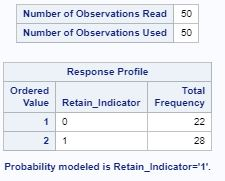 Number of Observations Read 50
Number of Observations Used 50
Response Profile
Ordered Value Retain_Indicator Total Frequency
1 0 22
2 1 28
Probability modeled is Retain_Indicator='1'.